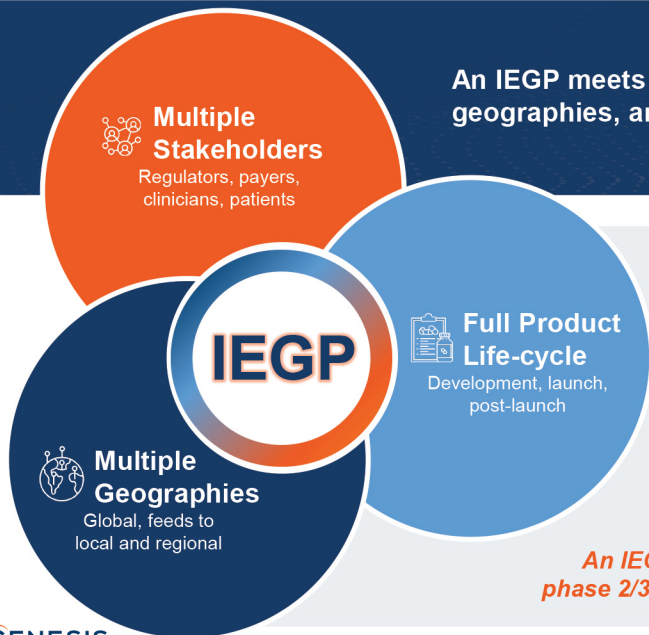 An IEGP meets
geographies, a
Multiple
Stakeholders
Regulators, payers,
clinicians, patients
IEGP
Full Product
Life-cycle
Development, launch,
post-launch
Multiple
Geographies
Global, feeds to
local and regional
An IEG
phase 2/3
GENESIS